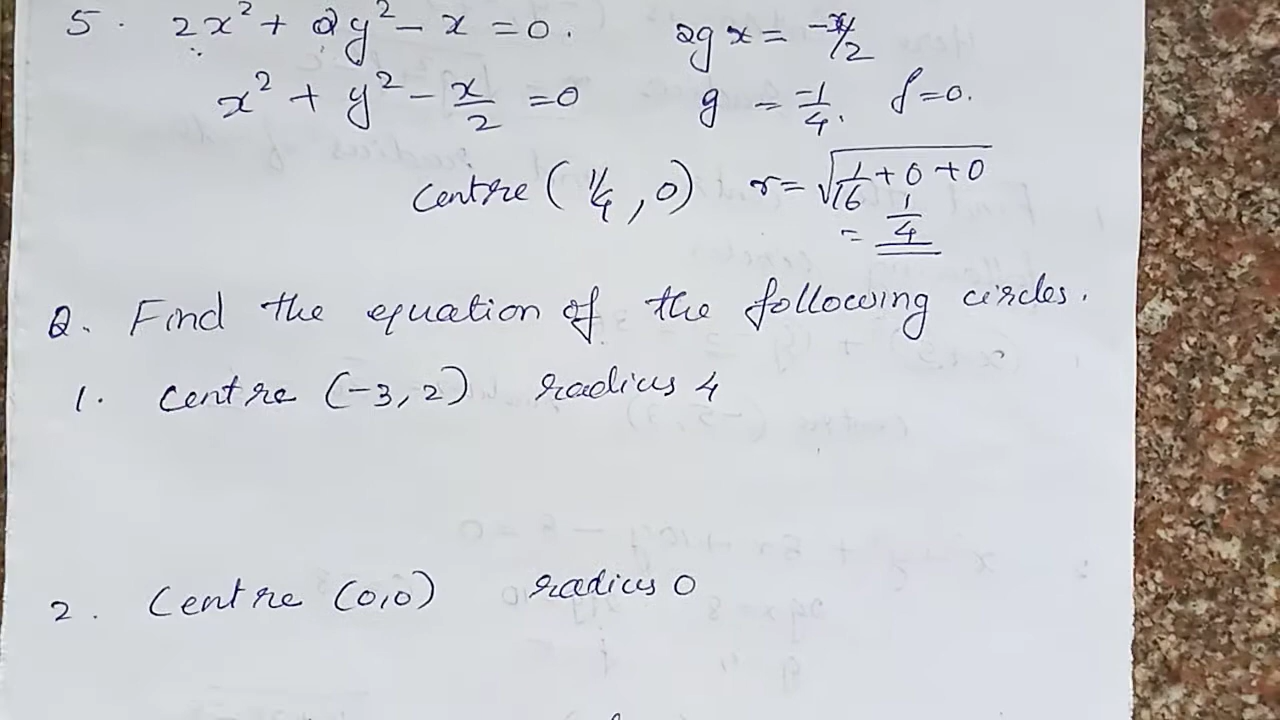 5. 2x² + 2y² - x = 0. 2gx = -x/2
x² + y² - x/2 = 0 g = -1/4. f = 0.
centre (1/4, 0) r = √(1/16 + 0 + 0)
= 1/4
Q. Find the equation of the following circles.
1. centre (-3, 2) radius 4
2. Centre (0,0) radius 0